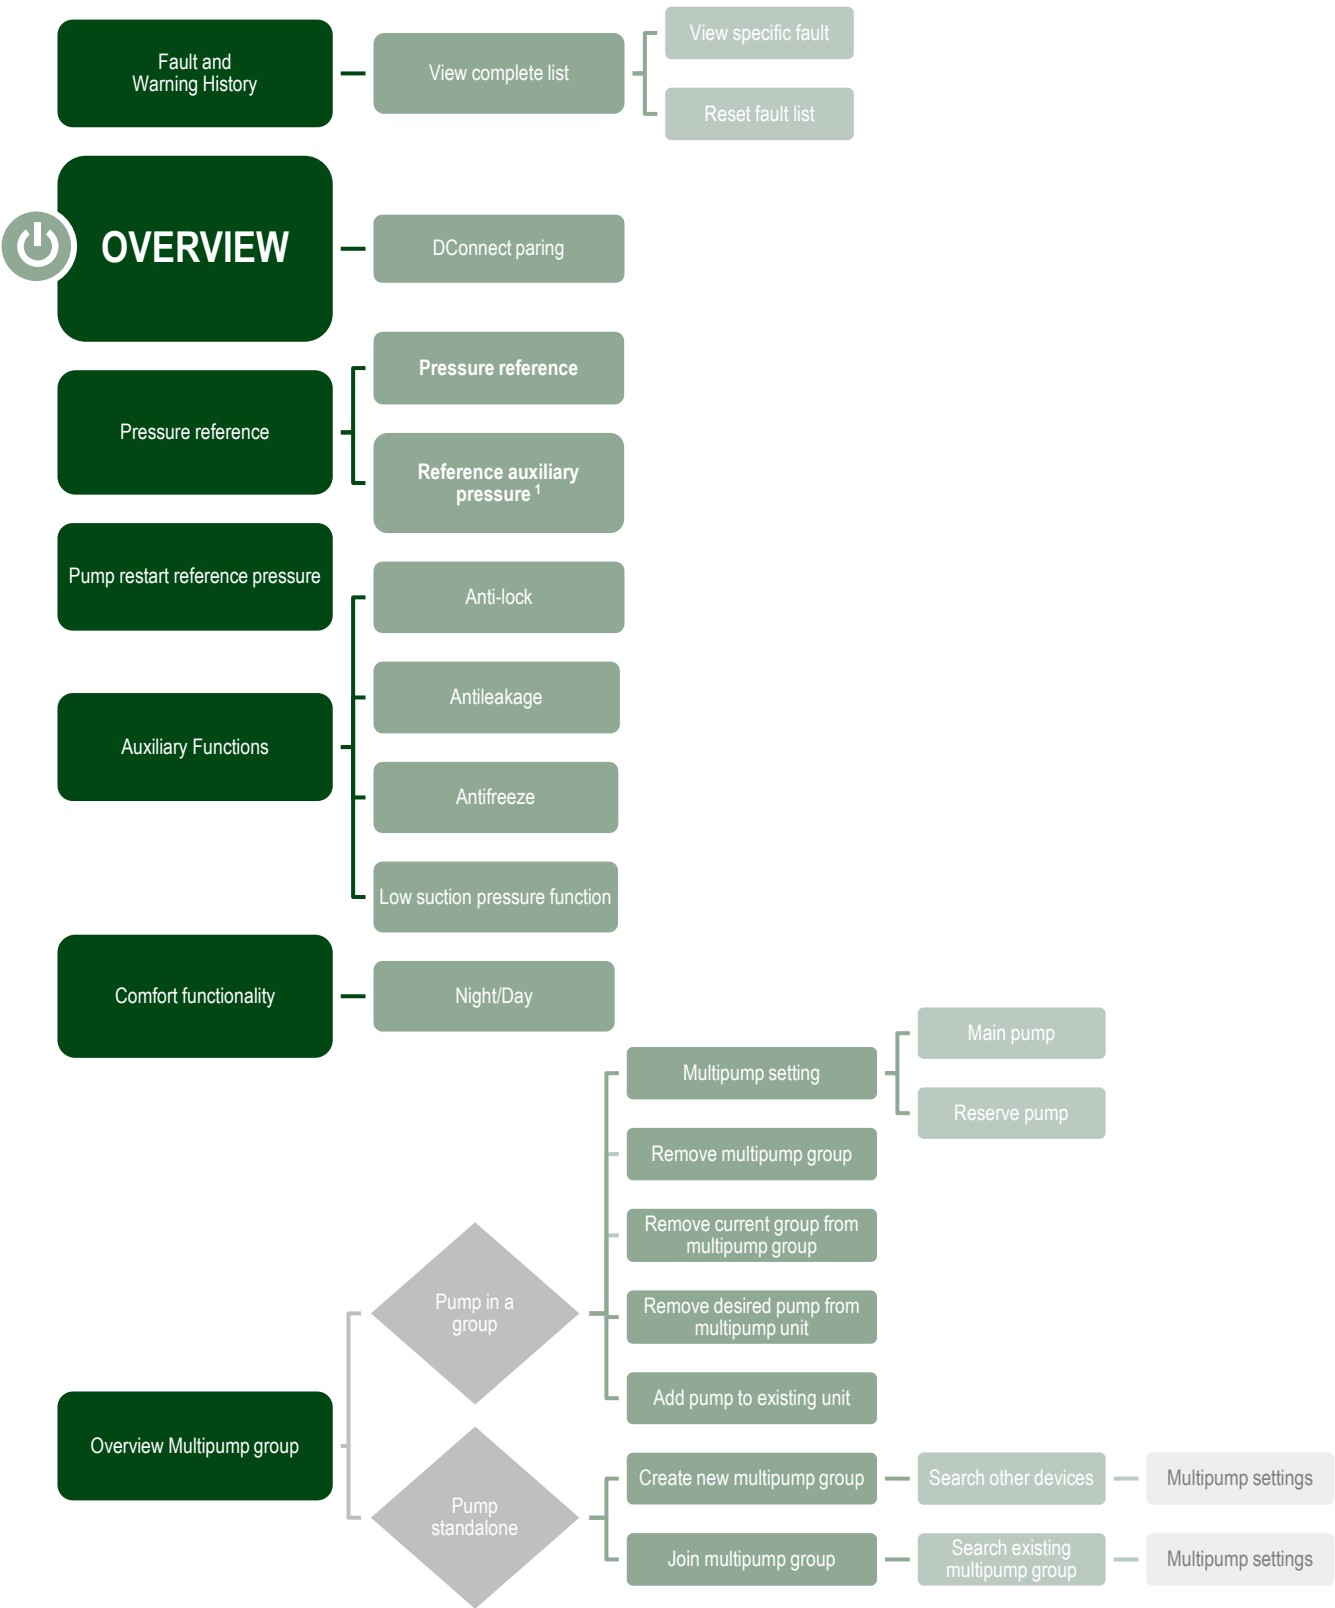 Fault and
Warning History
View complete list
View specific fault
Reset fault list
OVERVIEW
DConnect paring
Pressure reference
Pressure reference
Reference auxiliary
pressure 1
Pump restart reference pressure
Auxiliary Functions
Anti-lock
Antileakage
Antifreeze
Low suction pressure function
Comfort functionality
Night/Day
Overview Multipump group
Pump in a
group
Multipump setting
Main pump
Reserve pump
Remove multipump group
Remove current group from
multipump group
Remove desired pump from
multipump unit
Add pump to existing unit
Pump
standalone
Create new multipump group
Search other devices
Multipump settings
Join multipump group
Search existing
multipump group
Multipump settings